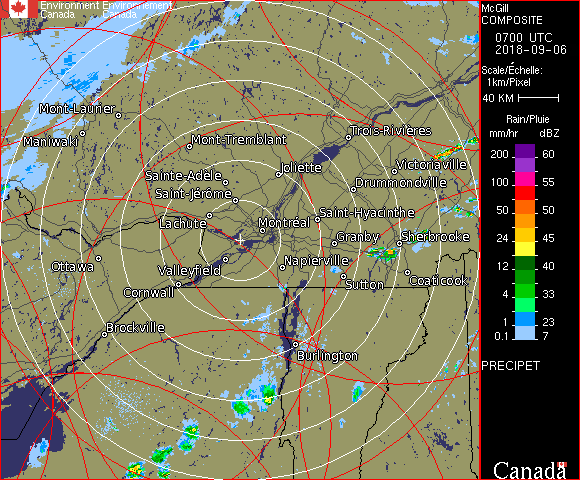 Environment Environnement
Canada Canada
Mont-Laurier
Maniwaki
Mont-Tremblant
Trois-Rivières
Joliette
Victoriaville
Sainte-Adèle
Drummondville
Saint-Jérôme
Saint-Hyacinthe
Lachute
Montréal
Granby
Sherbrooke
Ottawa
Valleyfield
Napierville
Coaticook
Sutton
Cornwall
Brockville
Burlington
McGill
COMPOSITE
0700 UTC
2018-09-06
Scale/Échelle:
1km/Pixel
40 KM
Rain/Pluie
mm/hr dBZ
200 60
55
100 55
50 50
24 45
12 40
4 33
1 23
0.1 7
PRECIPET
Canada